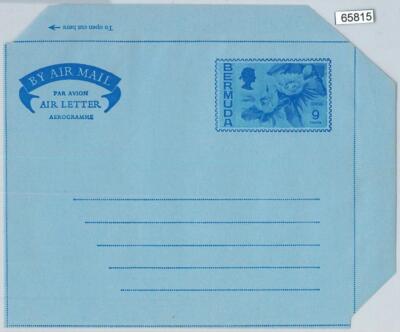 65815
To open cut here
BY AIR MAIL
PAR AVION
AIR LETTER
AEROGRAMME
BERMUDA
9